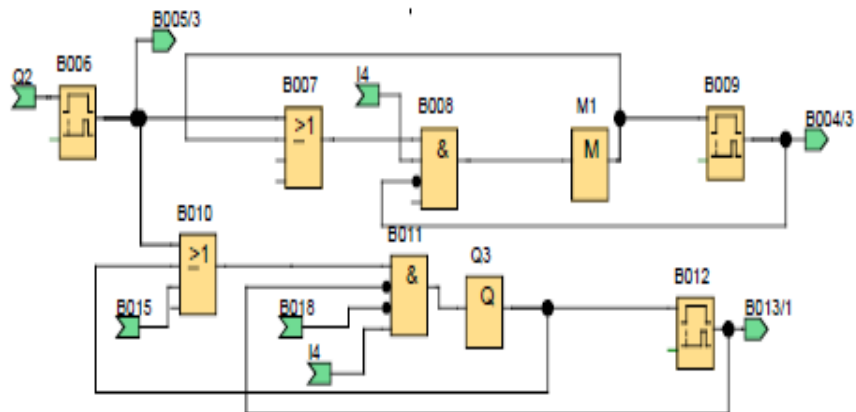 B005/3
Q2
B006
B007
I4
B008
M1
B009
>1
&
M
B004/3
B010
B011
Q3
>1
&
Q
B012
B015
B018
B013/1
I4